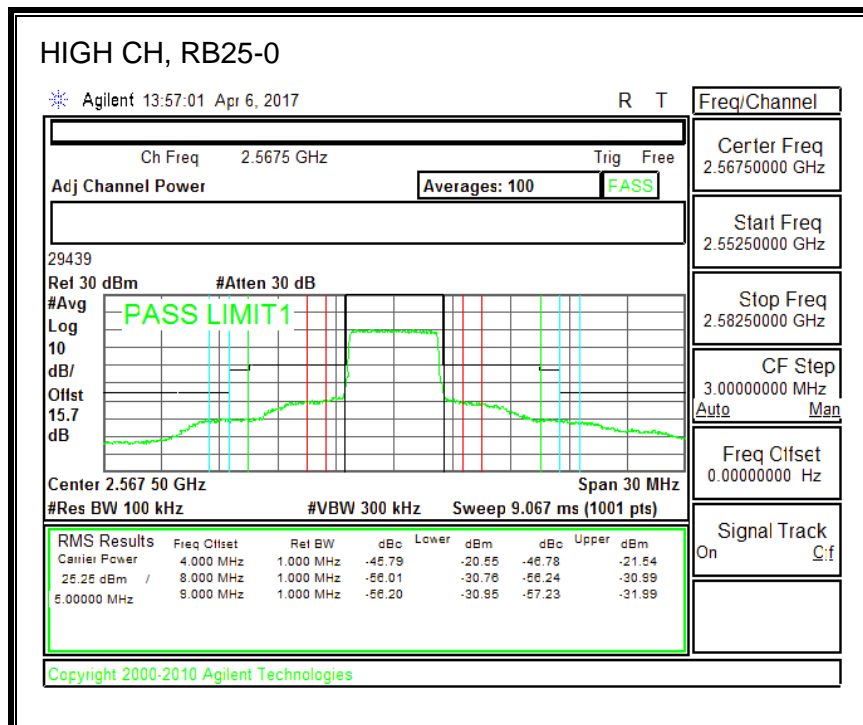 HIGH CH, RB25-0
Agilent 13:57:01 Apr 6, 2017 R T
Freq/Channel
Ch Freq 2.5675 GHz Trig Free
Adj Channel Power Averages: 100 PASS
Center Freq
2.56750000 GHz
Start Freq
2.55250000 GHz
Stop Freq
2.58250000 GHz
CF Step
3.00000000 MHz
Auto Man
Freq Offset
0.00000000 Hz
Signal Track
On Off
29439
Ref 30 dBm #Atten 30 dB
#Avg
Log
10
dB/
Offst
15.7
dB
PASS LIMIT1
Center 2.567 50 GHz Span 30 MHz
#Res BW 100 kHz #VBW 300 kHz Sweep 9.067 ms (1001 pts)
RMS Results Freq Offset Ref BW dBc Lower dBm dBc Upper dBm
Carrier Power 4.000 MHz 1.000 MHz -45.79 -20.55 -46.78 -21.54
25.25 dBm / 8.000 MHz 1.000 MHz -56.01 -30.76 -56.24 -30.99
5.00000 MHz 9.000 MHz 1.000 MHz -56.20 -30.95 -57.23 -31.99
Copyright 2000-2010 Agilent Technologies